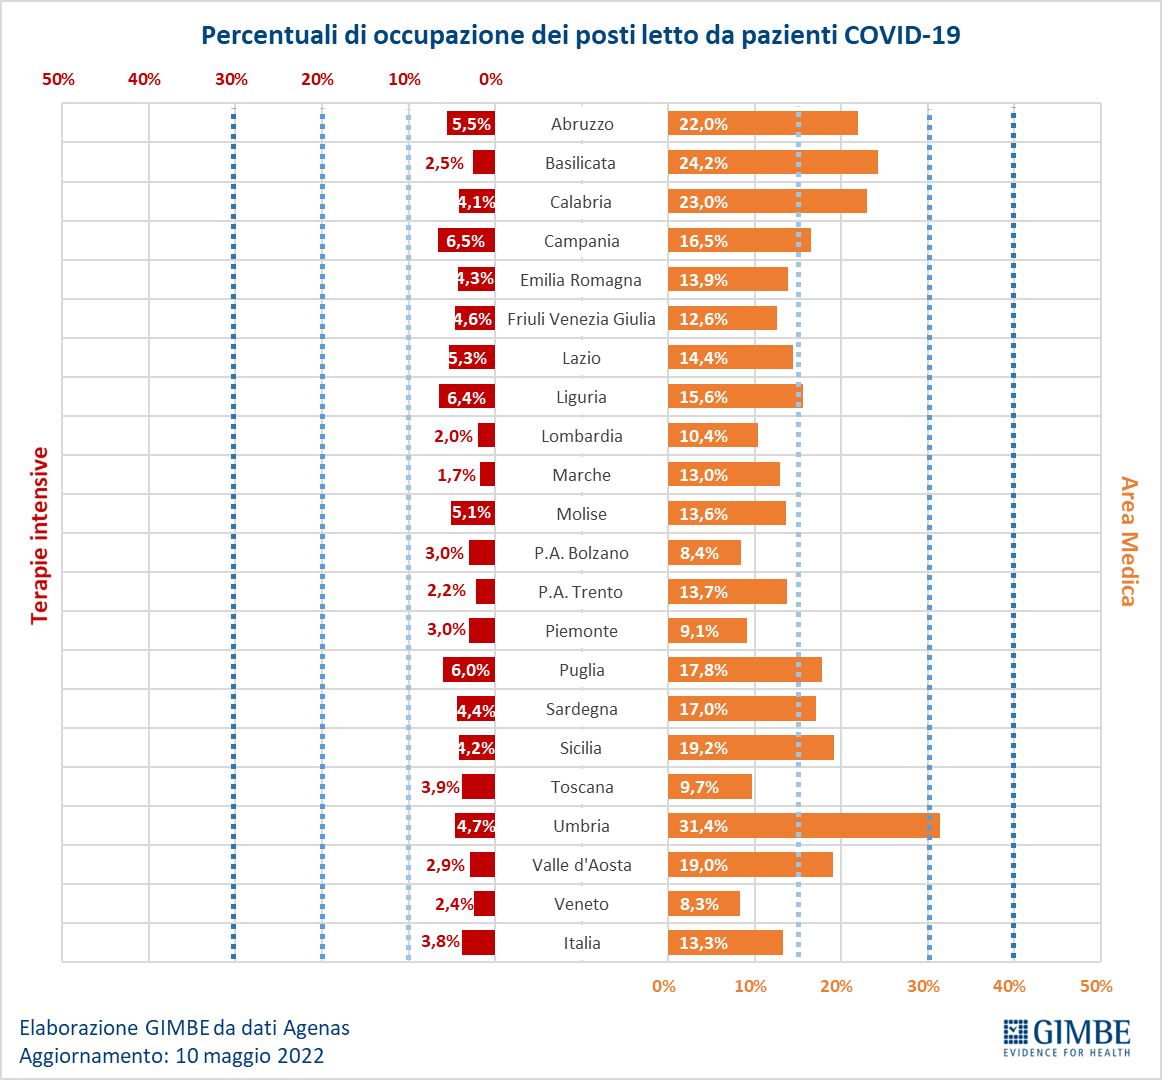 Percentuali di occupazione dei posti letto da pazienti COVID-19
50% 40% 30% 20% 10% 0%
5,5% Abruzzo 22,0%
2,5% Basilicata 24,2%
4,1% Calabria 23,0%
6,5% Campania 16,5%
4,3% Emilia Romagna 13,9%
4,6% Friuli Venezia Giulia 12,6%
5,3% Lazio 14,4%
6,4% Liguria 15,6%
2,0% Lombardia 10,4%
1,7% Marche 13,0%
5,1% Molise 13,6%
3,0% P.A. Bolzano 8,4%
2,2% P.A. Trento 13,7%
3,0% Piemonte 9,1%
6,0% Puglia 17,8%
4,4% Sardegna 17,0%
4,2% Sicilia 19,2%
3,9% Toscana 9,7%
4,7% Umbria 31,4%
2,9% Valle d'Aosta 19,0%
2,4% Veneto 8,3%
3,8% Italia 13,3%
Terapie intensive
Area Medica
0% 10% 20% 30% 40% 50%
Elaborazione GIMBE da dati Agenas
Aggiornamento: 10 maggio 2022
GIMBE
EVIDENCE FOR HEALTH